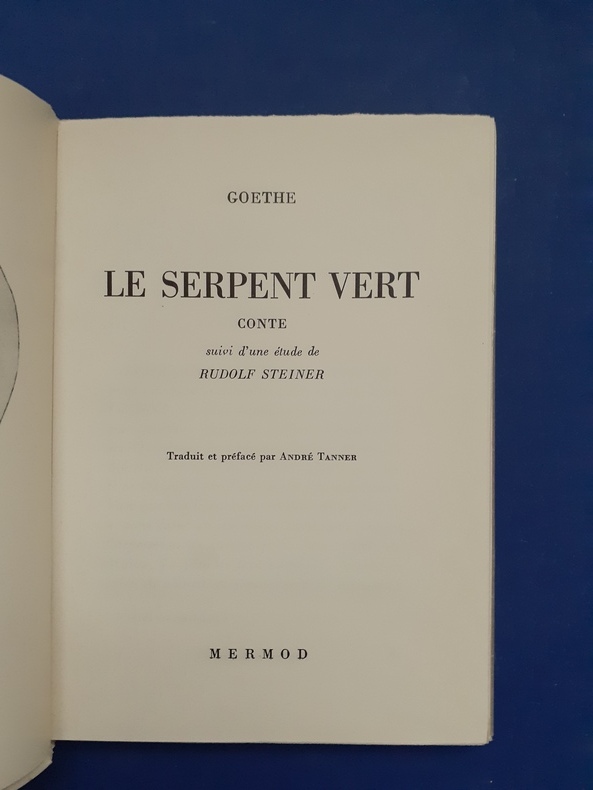 GOETHE
LE SERPENT VERT
CONTE
suivi d'une étude de
RUDOLF STEINER
Traduit et préfacé par ANDRÉ TANNER
MERMOD